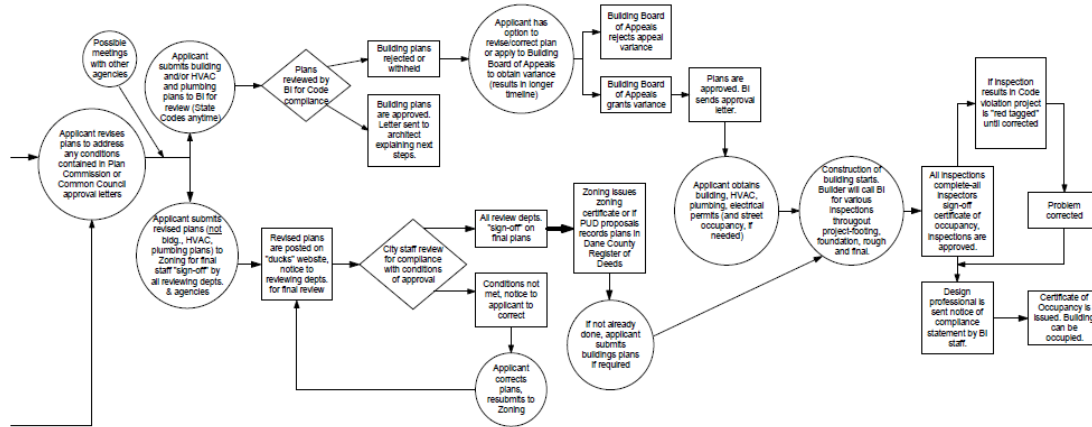 Possible
meetings
with other
agencies
Applicant
submits building
and/or HVAC
and plumbing
plans to BI for
review (State
Codes anytime)
Plans
reviewed by
BI for Code
compliance
Building plans
rejected or
withheld
Building plans
are approved.
Letter sent to
architect
explaining next
steps.
Applicant has
option to
revise/correct plan
or apply to Building
Board of Appeals
to obtain variance
(results in longer
timeline)
Building Board
of Appeals
rejects appeal
variance
Building Board
of Appeals
grants variance
Plans are
approved. BI
sends approval
letter.
If inspection
results in Code
violation project
is "red tagged"
until corrected
Applicant revises
plans to address
any conditions
contained in Plan
Commission or
Common Council
approval letters
Applicant submits
revised plans (not
bldg., HVAC,
plumbing plans) to
Zoning for final
staff "sign-off" by
all reviewing depts.
& agencies
Revised plans
are posted on
"ducks" website,
notice to
reviewing depts.
for final review
City staff review
for compliance
with conditions
of approval
All review depts.
"sign-off" on
final plans
Conditions not
met, notice to
applicant to
correct
Applicant
corrects
plans,
resubmits to
Zoning
Zoning issues
zoning
certificate or if
PUD proposals
records plans in
Dane County
Register of
Deeds
If not already
done, applicant
submits
buildings plans
if required
Applicant obtains
building, HVAC,
plumbing, electrical
permits (and street
occupancy, if
needed)
Construction of
building starts.
Builder will call BI
for various
inspections
througout
project-footing,
foundation, rough
and final.
All inspections
complete-all
inspectors
sign-off
certificate of
occupancy,
inspections are
approved.
Problem
corrected
Design
professional is
sent notice of
compliance
statement by BI
staff.
Certificate of
Occupancy is
issued. Building
can be
occupied.